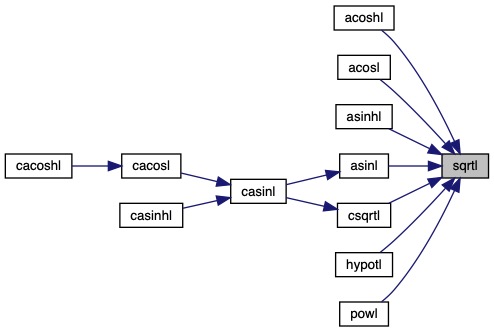 acoshl
acosl
asinhl
cacoshl
cacosl
asinl
sqrtl
casinl
casinhl
csqrtl
hypotl
powl